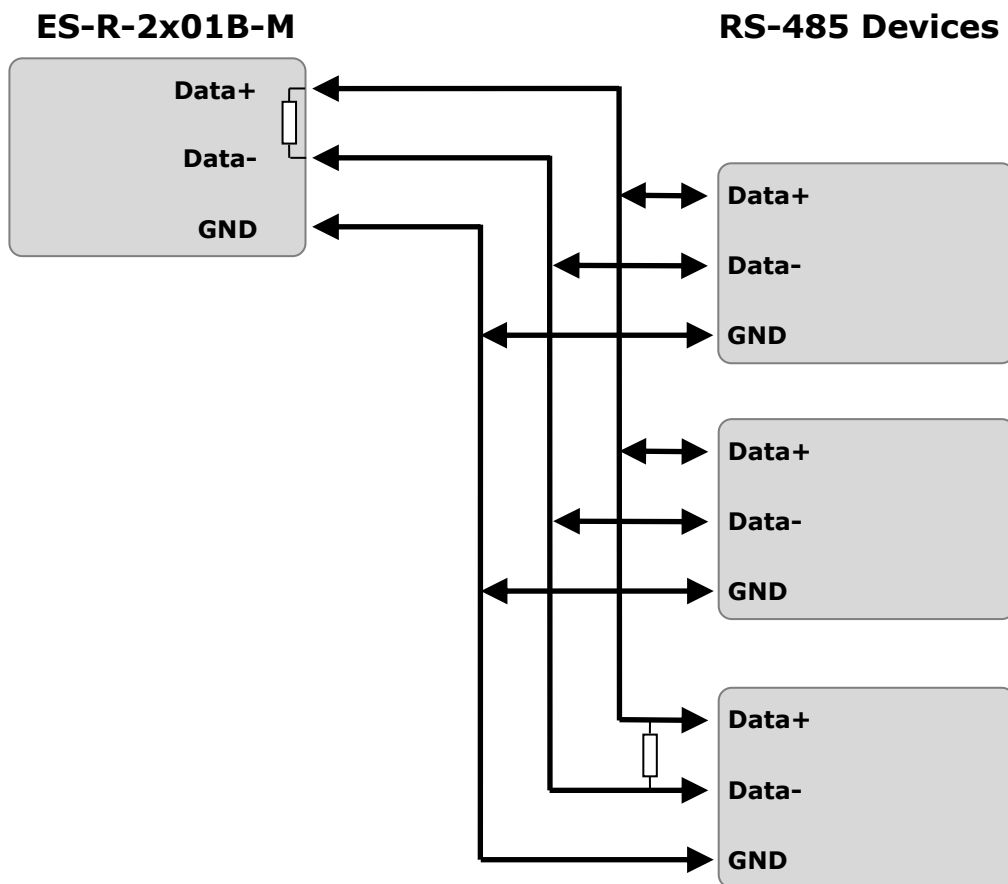 ES-R-2x01B-M
RS-485 Devices
Data+
Data-
GND
Data+
Data-
GND
Data+
Data-
GND
Data+
Data-
GND